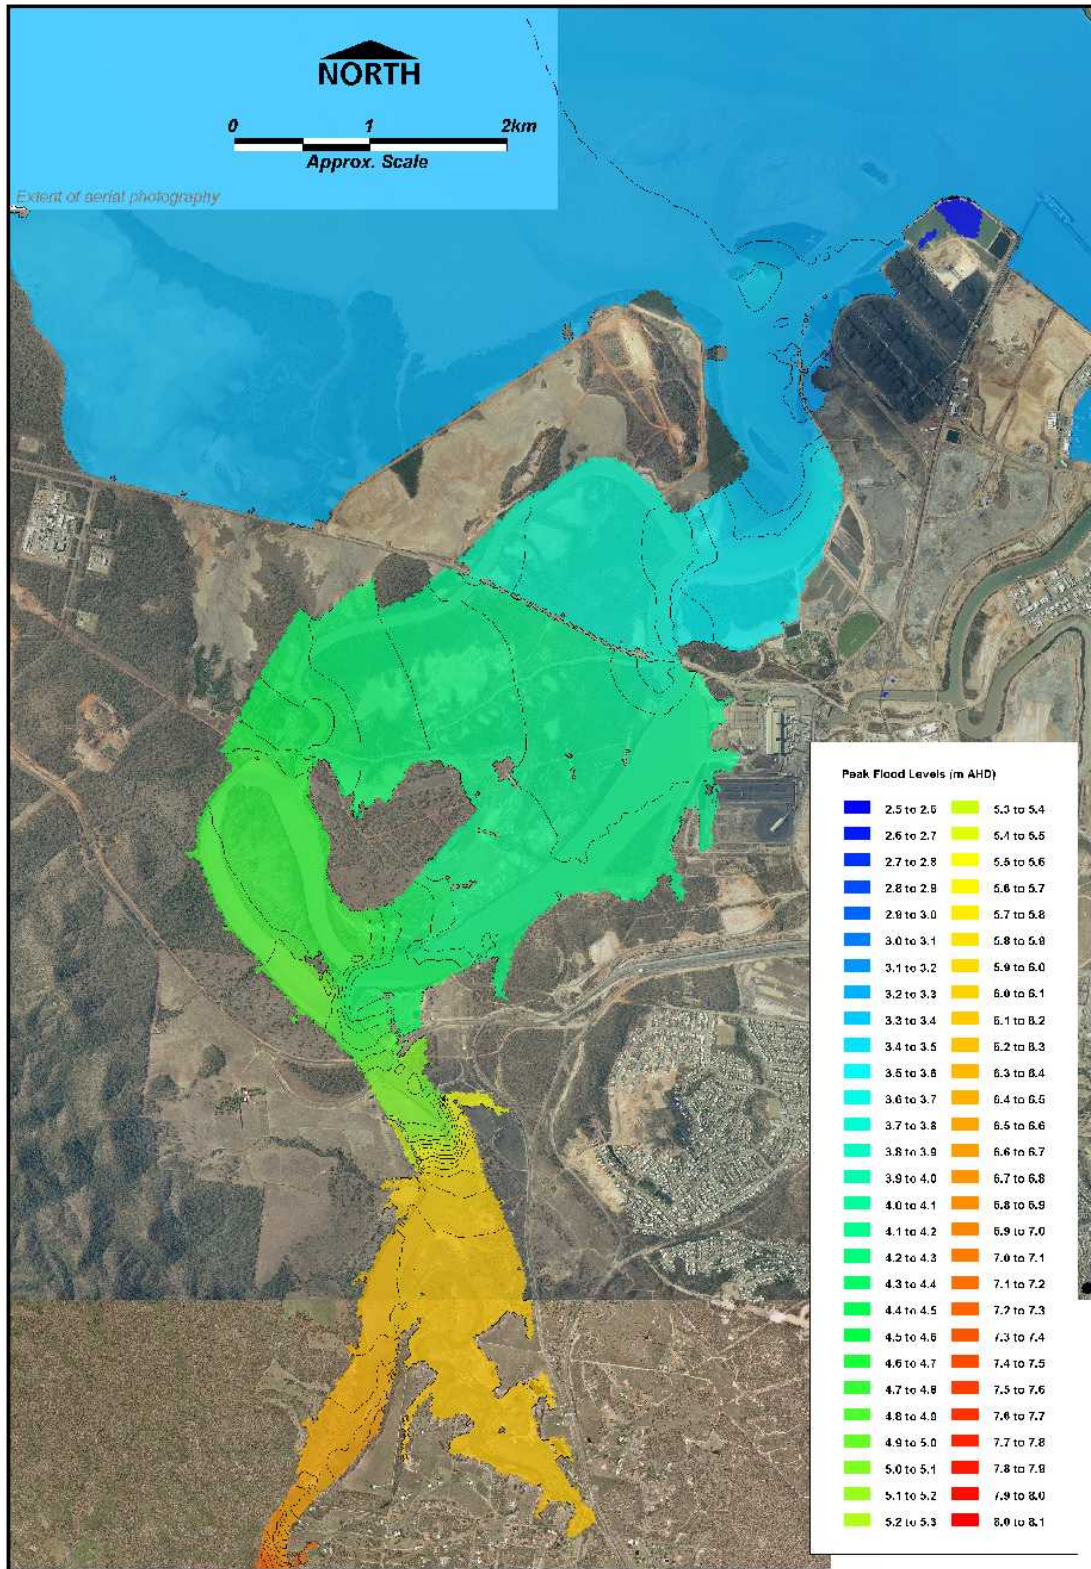 NORTH
0 1 2km
Approx. Scale
Extent of aerial photography
Peak Flood Levels (m AHD)
2.5 to 2.6 5.3 to 5.4
2.6 to 2.7 5.4 to 5.5
2.7 to 2.8 5.5 to 5.6
2.8 to 2.9 5.6 to 5.7
2.9 to 3.0 5.7 to 5.8
3.0 to 3.1 5.8 to 5.9
3.1 to 3.2 5.9 to 6.0
3.2 to 3.3 6.0 to 6.1
3.3 to 3.4 6.1 to 6.2
3.4 to 3.5 6.2 to 6.3
3.5 to 3.6 6.3 to 6.4
3.6 to 3.7 6.4 to 6.5
3.7 to 3.8 6.5 to 6.6
3.8 to 3.9 6.6 to 6.7
3.9 to 4.0 6.7 to 6.8
4.0 to 4.1 6.8 to 6.9
4.1 to 4.2 6.9 to 7.0
4.2 to 4.3 7.0 to 7.1
4.3 to 4.4 7.1 to 7.2
4.4 to 4.5 7.2 to 7.3
4.5 to 4.6 7.3 to 7.4
4.6 to 4.7 7.4 to 7.5
4.7 to 4.8 7.5 to 7.6
4.8 to 4.9 7.6 to 7.7
4.9 to 5.0 7.7 to 7.8
5.0 to 5.1 7.8 to 7.9
5.1 to 5.2 7.9 to 8.0
5.2 to 5.3 8.0 to 8.1